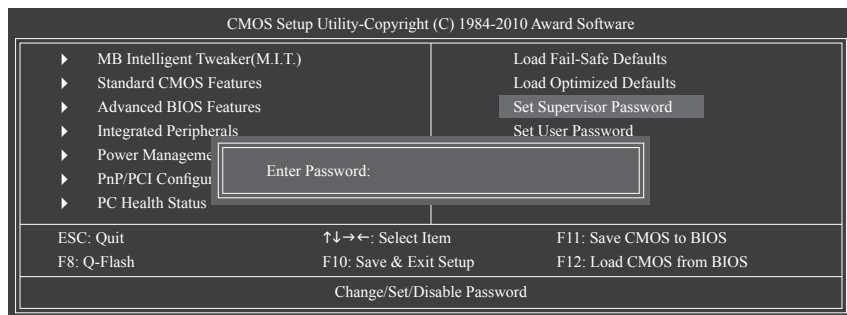 CMOS Setup Utility-Copyright (C) 1984-2010 Award Software
MB Intelligent Tweaker(M.I.T.)
Standard CMOS Features
Advanced BIOS Features
Integrated Peripherals
Power Manageme
PnP/PCI Configur
PC Health Status
Load Fail-Safe Defaults
Load Optimized Defaults
Set Supervisor Password
Set User Password
Enter Password:
ESC: Quit ↑↓→←: Select Item F11: Save CMOS to BIOS
F8: Q-Flash F10: Save & Exit Setup F12: Load CMOS from BIOS
Change/Set/Disable Password